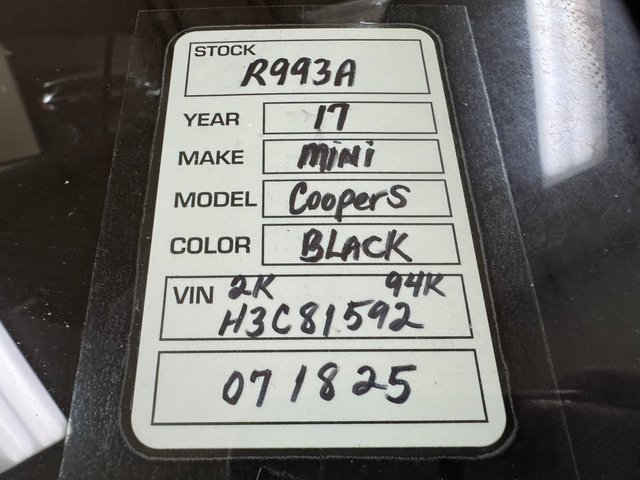 STOCK
R993A
YEAR 17
MAKE MINI
MODEL CooperS
COLOR BLACK
VIN 2K 94K
H3C81592
071825